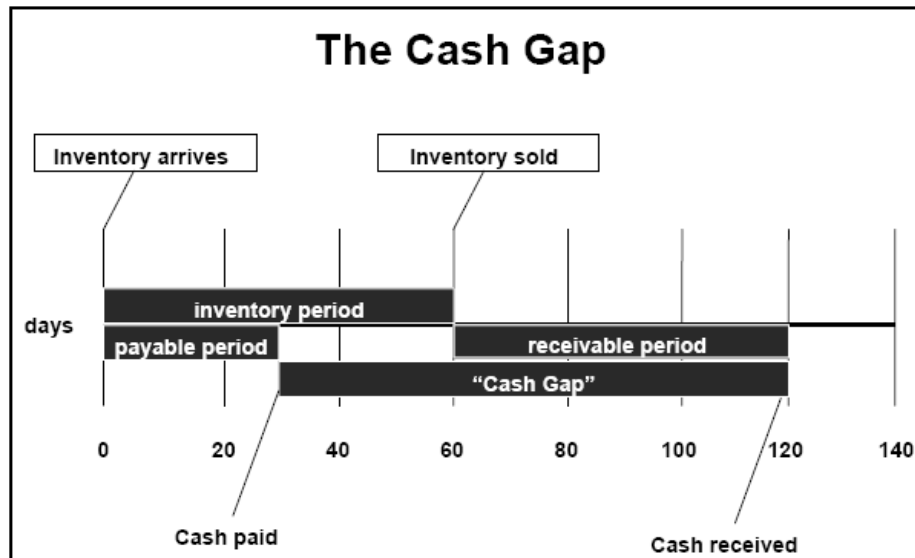 The Cash Gap
Inventory arrives
Inventory sold
inventory period
days
payable period
receivable period
“Cash Gap”
0 20 40 60 80 100 120 140
Cash paid
Cash received